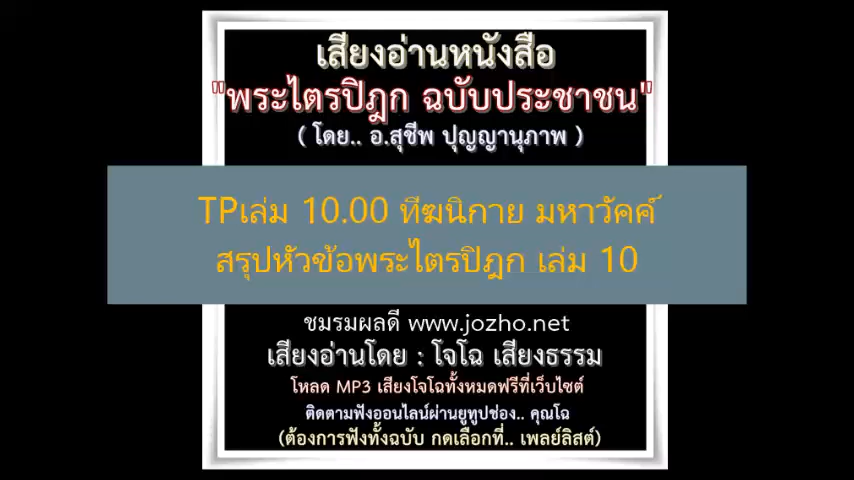 เสียงอ่านหนังสือ
"พระไตรปิฎก ฉบับประชาชน"
( โดย.. อ.สุชีพ ปุญญานุภาพ )
TPเล่ม 10.00 ทีฆนิกาย มหาวัคค์
สรุปหัวข้อพระไตรปิฎก เล่ม 10
ชมรมผลดี www.jozho.net
เสียงอ่านโดย : โจโฉ เสียงธรรม
โหลด MP3 เสียงโจโฉทั้งหมดฟรีที่เว็บไซต์
ติดตามฟังออนไลน์ผ่านยูทูปช่อง.. คุณโฉ
(ต้องการฟังทั้งฉบับ กดเลือกที่.. เพลย์ลิสต์)